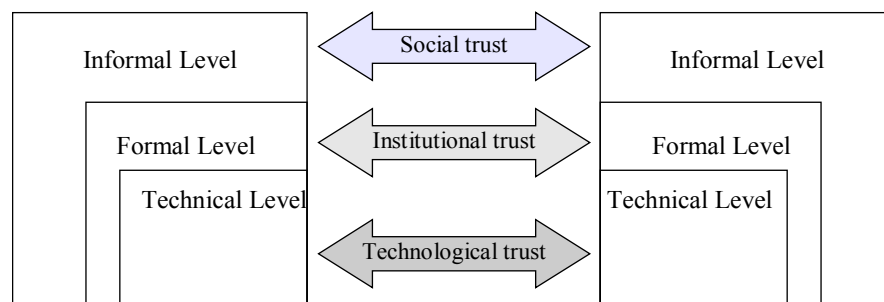 Informal Level
Social trust
Informal Level
Formal Level
Institutional trust
Formal Level
Technical Level
Technological trust
Technical Level